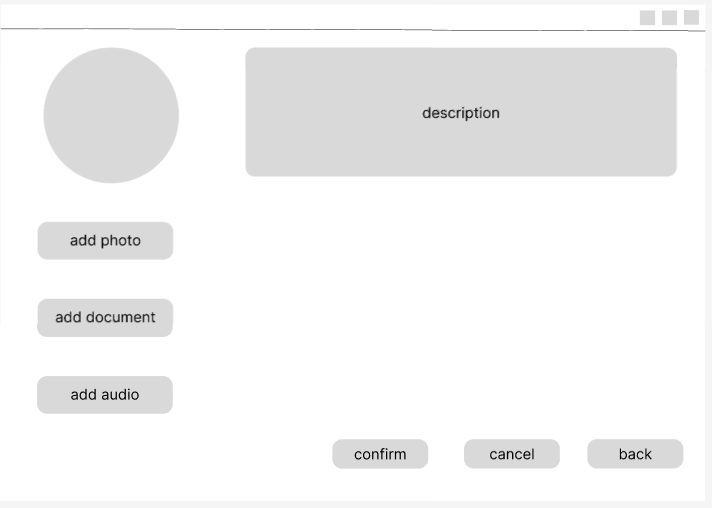 description
add photo
add document
add audio
confirm
cancel
back